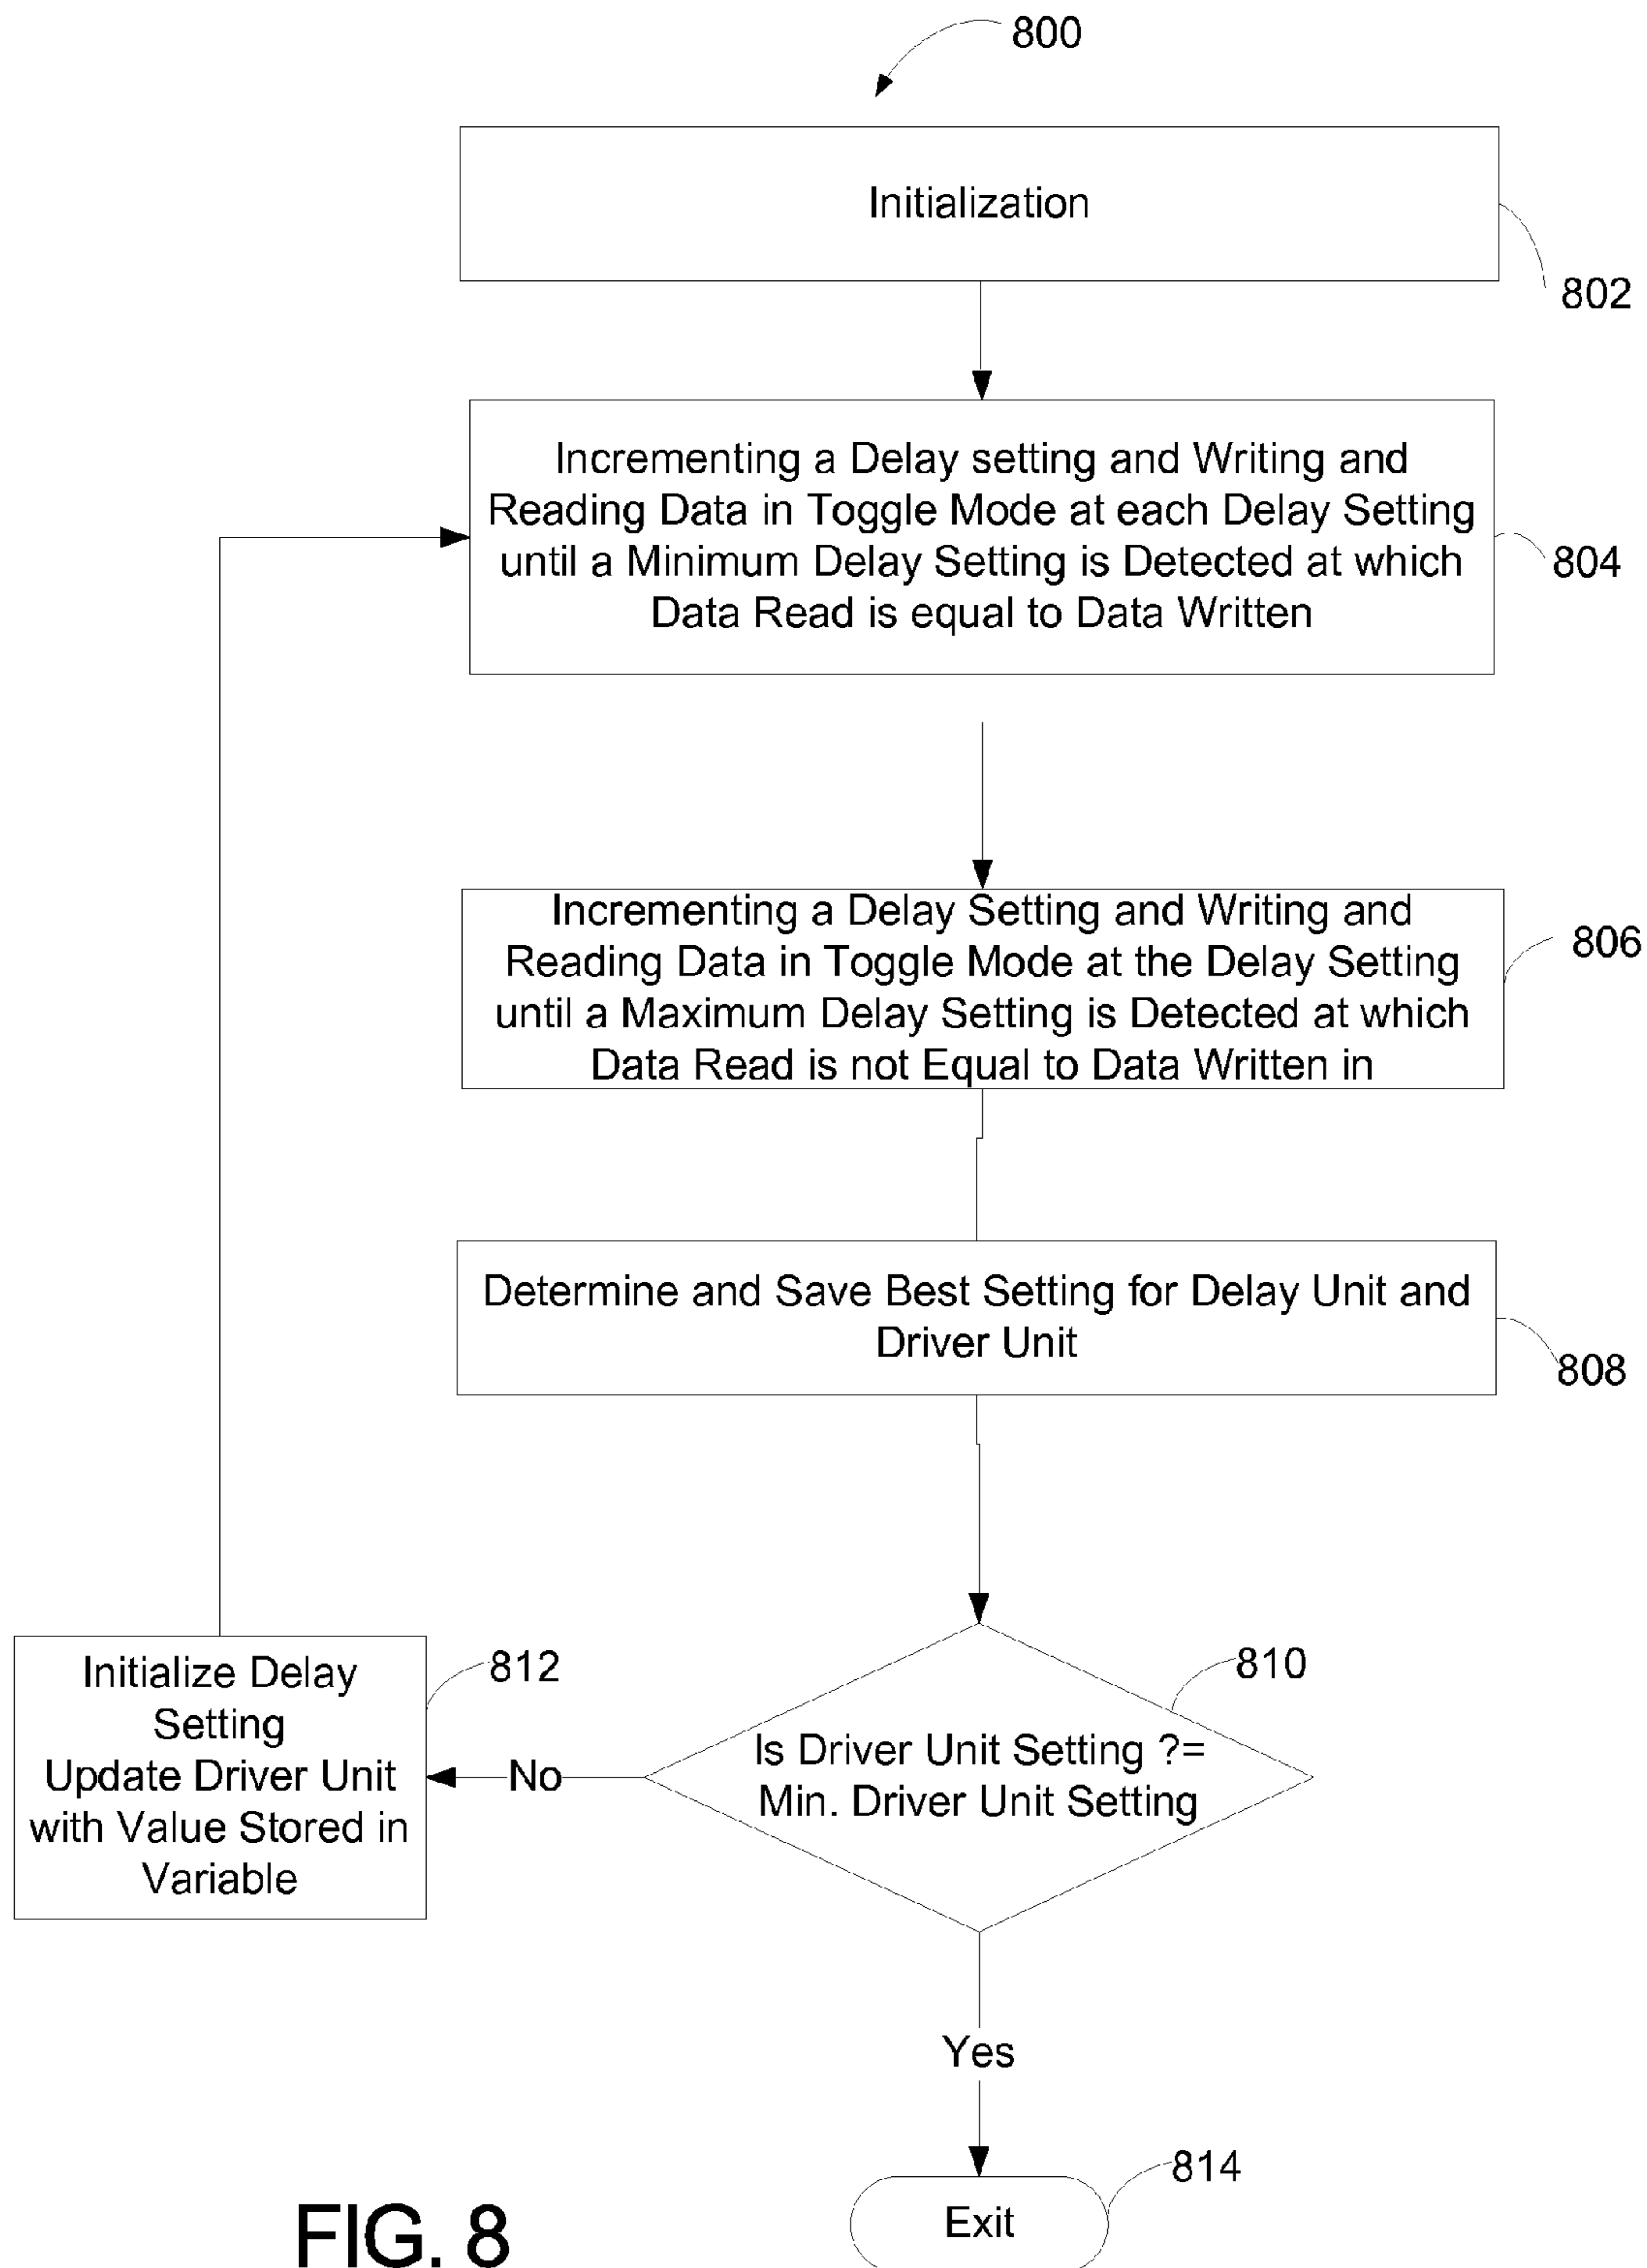 800
Initialization
802
Incrementing a Delay setting and Writing and
Reading Data in Toggle Mode at each Delay Setting
until a Minimum Delay Setting is Detected at which
Data Read is equal to Data Written
804
Incrementing a Delay Setting and Writing and
Reading Data in Toggle Mode at the Delay Setting
until a Maximum Delay Setting is Detected at which
Data Read is not Equal to Data Written in
806
Determine and Save Best Setting for Delay Unit and
Driver Unit
808
Initialize Delay
Setting
Update Driver Unit
with Value Stored in
Variable
812
No
Is Driver Unit Setting ?=
Min. Driver Unit Setting
810
Yes
Exit
814
FIG. 8